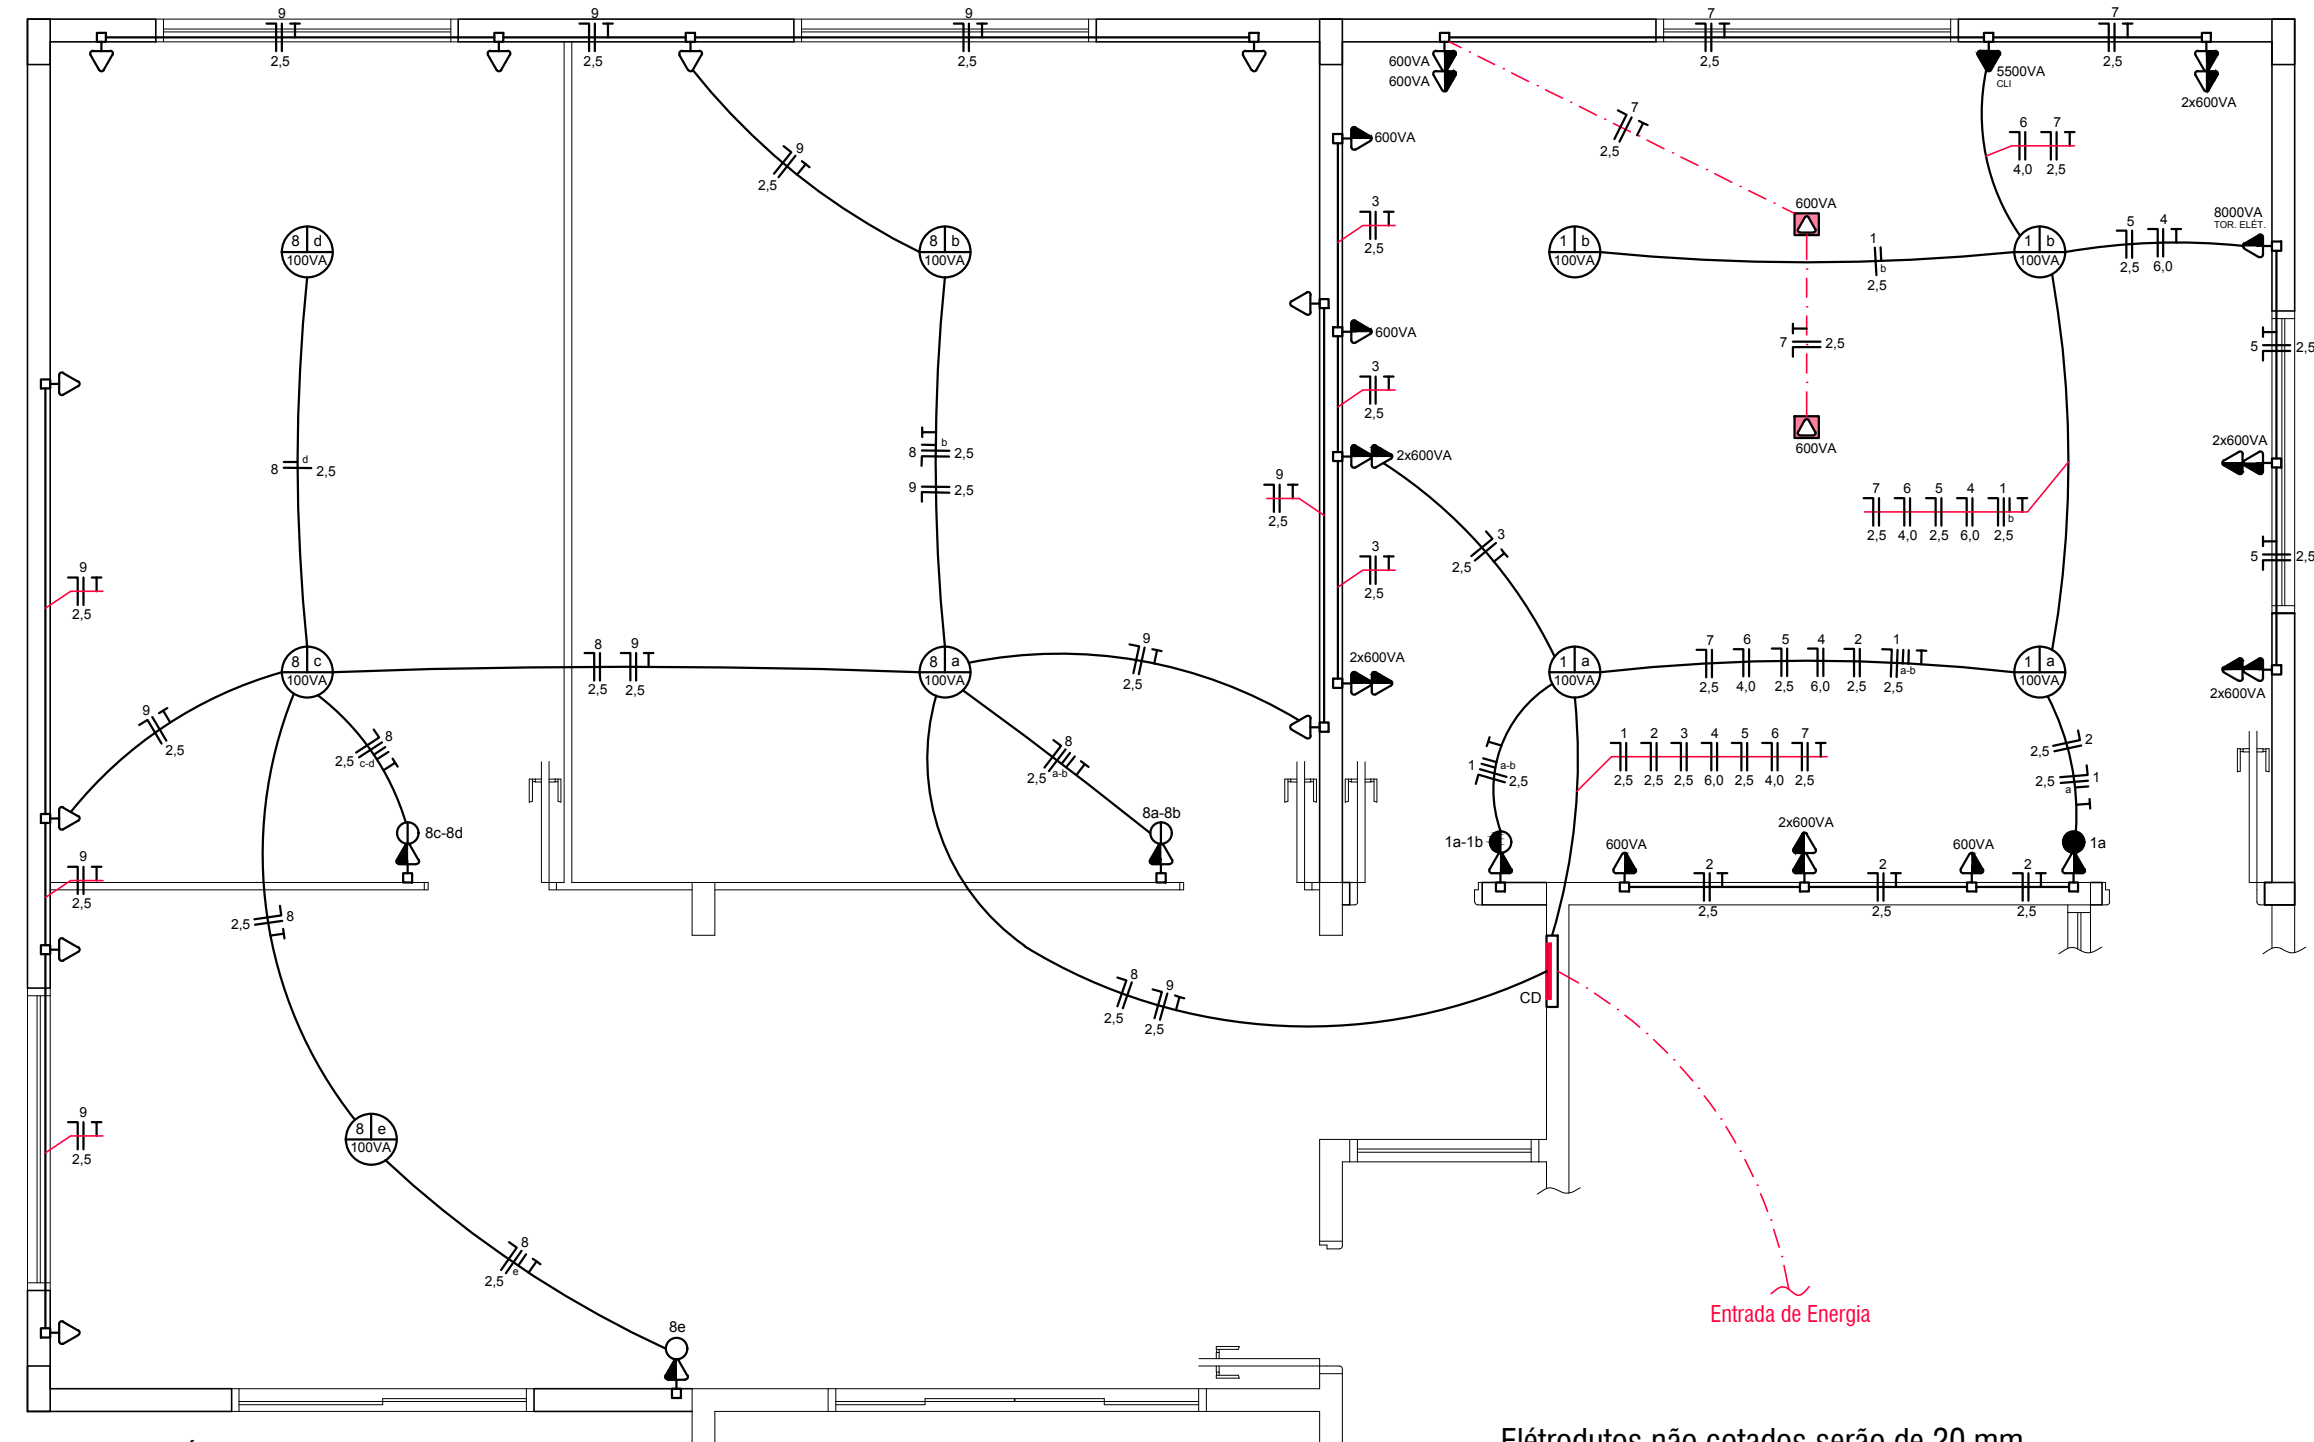 9 9 9 7 7
2,5 2,5 2,5 2,5 2,5
600VA
600VA
5500VA
CLI
2x600VA
600VA
9
2,5
7
2,5
6 7
4,0 2,5
3
2,5
600VA
8 d
100VA
8 b
100VA
1 b
100VA
1
b
2,5
1 b
100VA
5 4
2,5 6,0
8000VA
TOR. ELÉT.
600VA
7 2,5
5 2,5
3
2,5
600VA
2x600VA
2x600VA
8 d 2,5
8 b 2,5
9 2,5
9
2,5
7 6 5 4 1
b
2,5 4,0 2,5 6,0 2,5
3
2,5
3
2,5
5 2,5
9
2,5
8 c
100VA
8 9
2,5 2,5
8 a
100VA
9
2,5
2x600VA
1 a
100VA
7 6 5 4 2 1
a-b
2,5 4,0 2,5 6,0 2,5 2,5
1 a
100VA
2x600VA
9
2,5
8
2,5 c-d
8
2,5 a-b
1 a-b 2,5
1 2 3 4 5 6 7
2,5 2,5 2,5 6,0 2,5 4,0 2,5
2
2,5
1
2,5 a
8c-8d
8a-8b
1a-1b
600VA
2x600VA
600VA
1a
9
2,5
2 2 2
2,5 2,5 2,5
8
2,5
8 9
2,5 2,5
CD
9
2,5
8 e
100VA
8
2,5 e
8e
Entrada de Energia
Elétrodutos não cotados serão de 20 mm